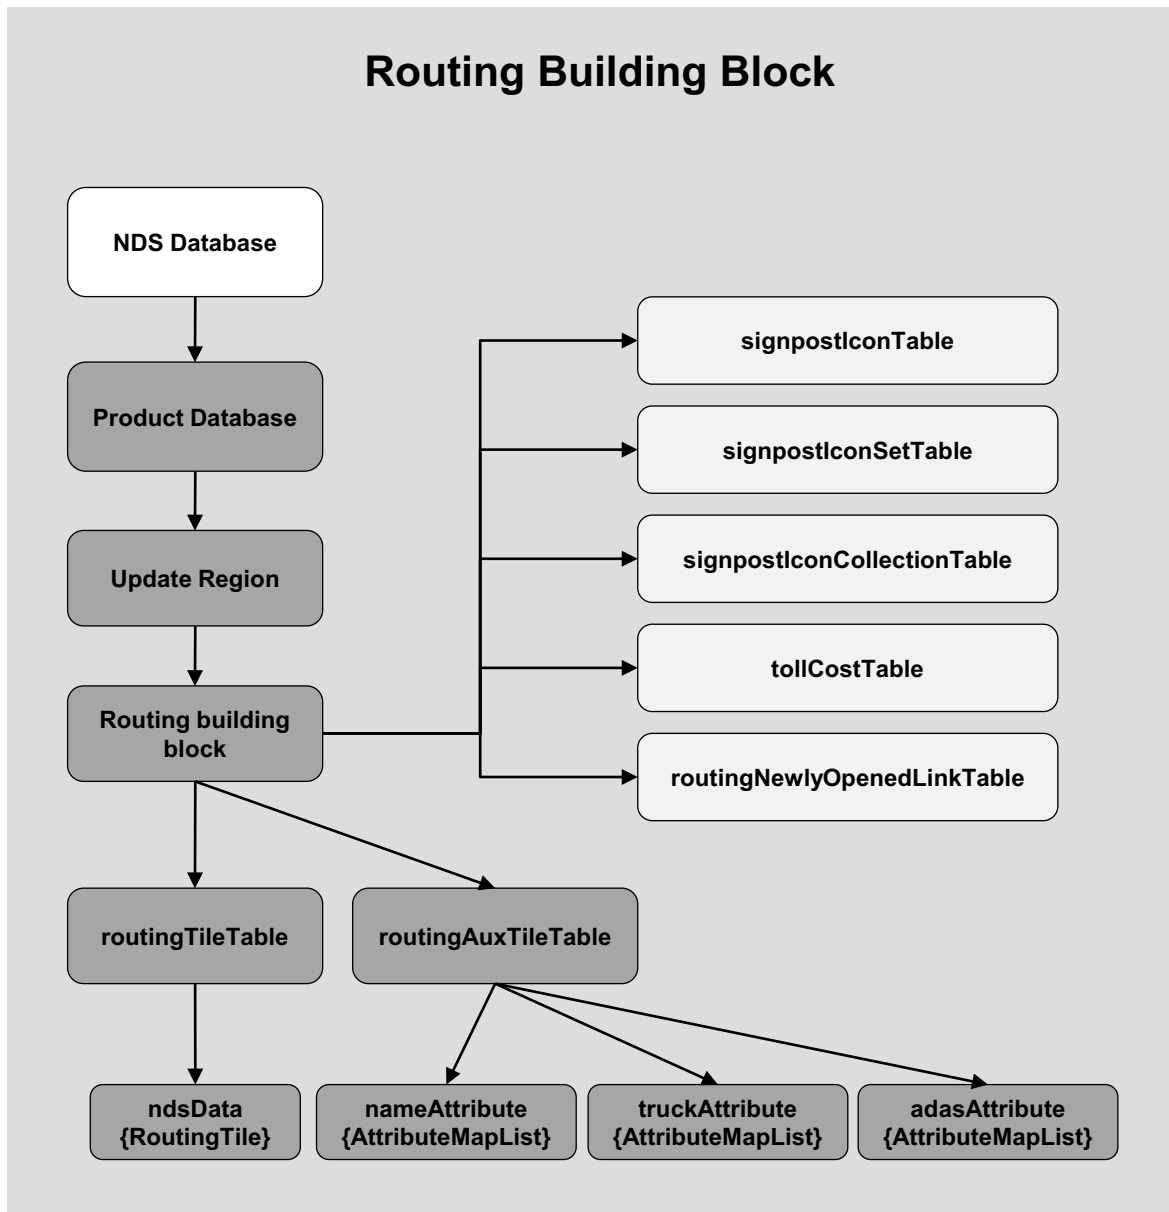 Routing Building Block
NDS Database
signpostIconTable
Product Database
signpostIconSetTable
signpostIconCollectionTable
Update Region
tollCostTable
Routing building
block
routingNewlyOpenedLinkTable
routingTileTable
routingAuxTileTable
ndsData
{RoutingTile}
nameAttribute
{AttributeMapList}
truckAttribute
{AttributeMapList}
adasAttribute
{AttributeMapList}